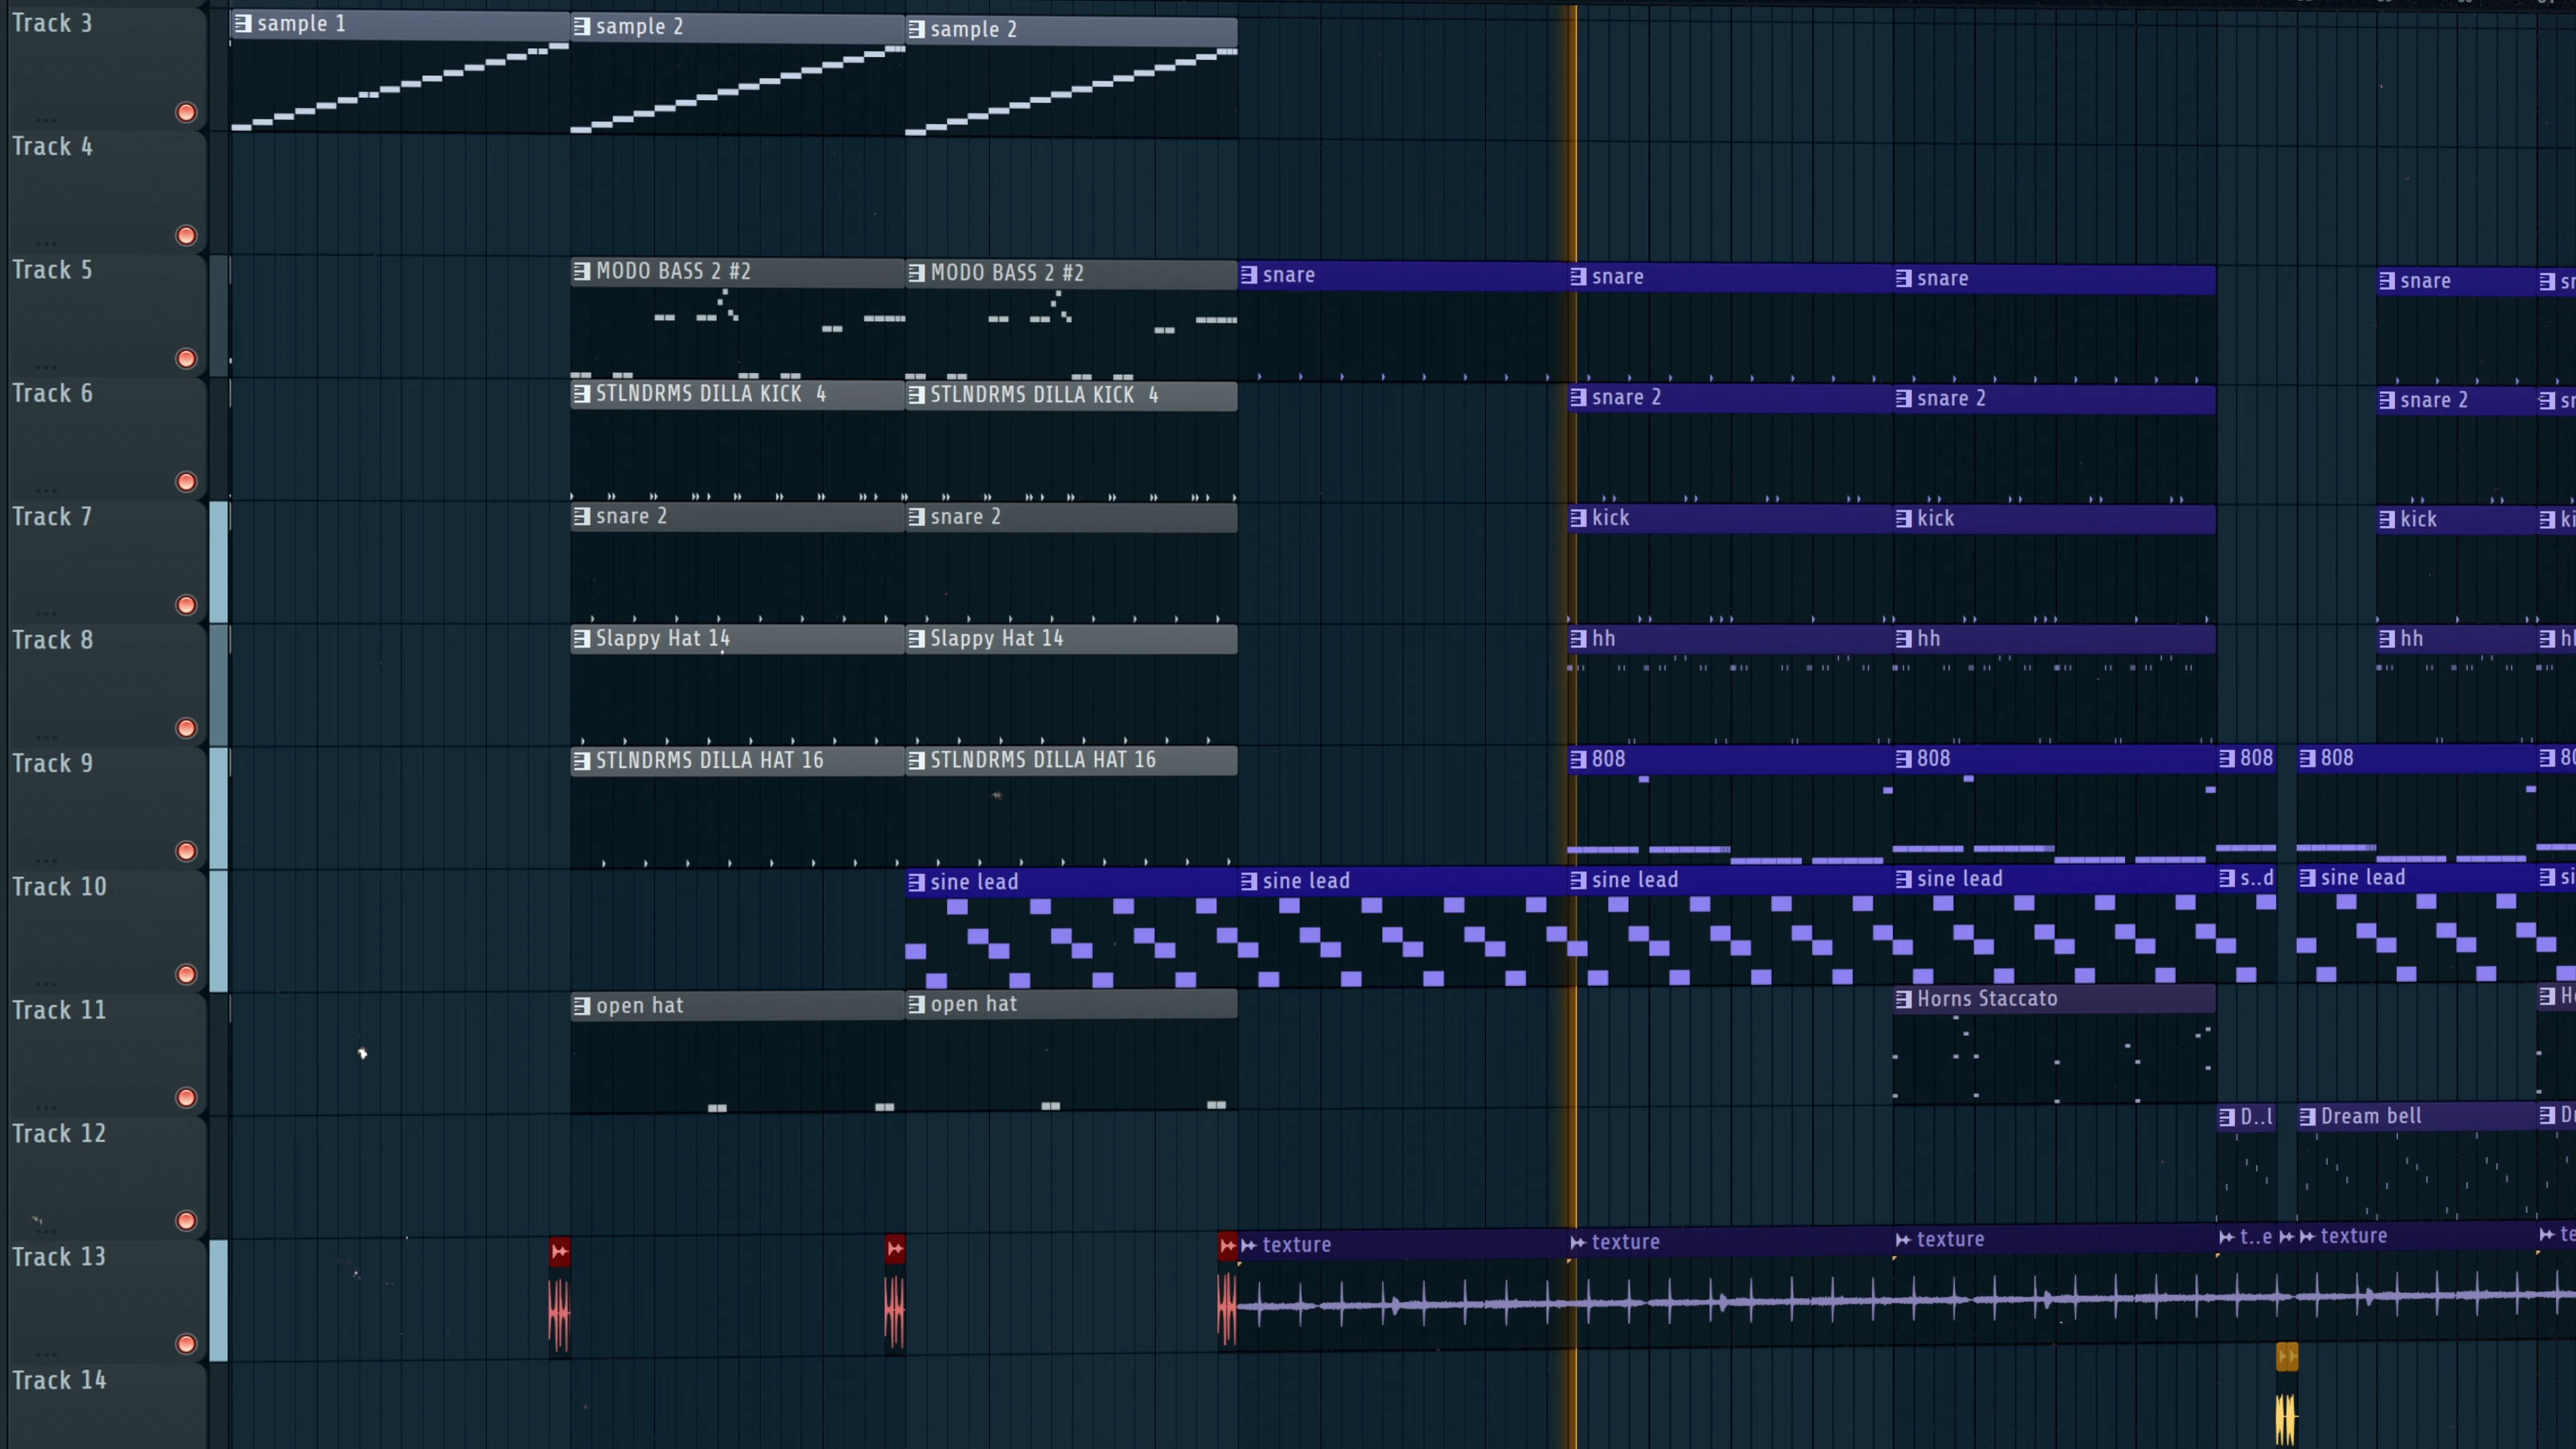 Track 3
sample 1 sample 2 sample 2
Track 4
Track 5
MODO BASS 2 #2 MODO BASS 2 #2 snare snare snare snare
Track 6
STLNDRMS DILLA KICK 4 STLNDRMS DILLA KICK 4 snare 2 snare 2 snare 2
Track 7
snare 2 snare 2 kick kick kick
Track 8
Slappy Hat 14 Slappy Hat 14 hh hh hh
Track 9
STLNDRMS DILLA HAT 16 STLNDRMS DILLA HAT 16 808 808 808 808
Track 10
sine lead sine lead sine lead sine lead s..d sine lead
Track 11
open hat open hat Horns Staccato
Track 12
D..l Dream bell
Track 13
texture texture texture t..e texture
Track 14